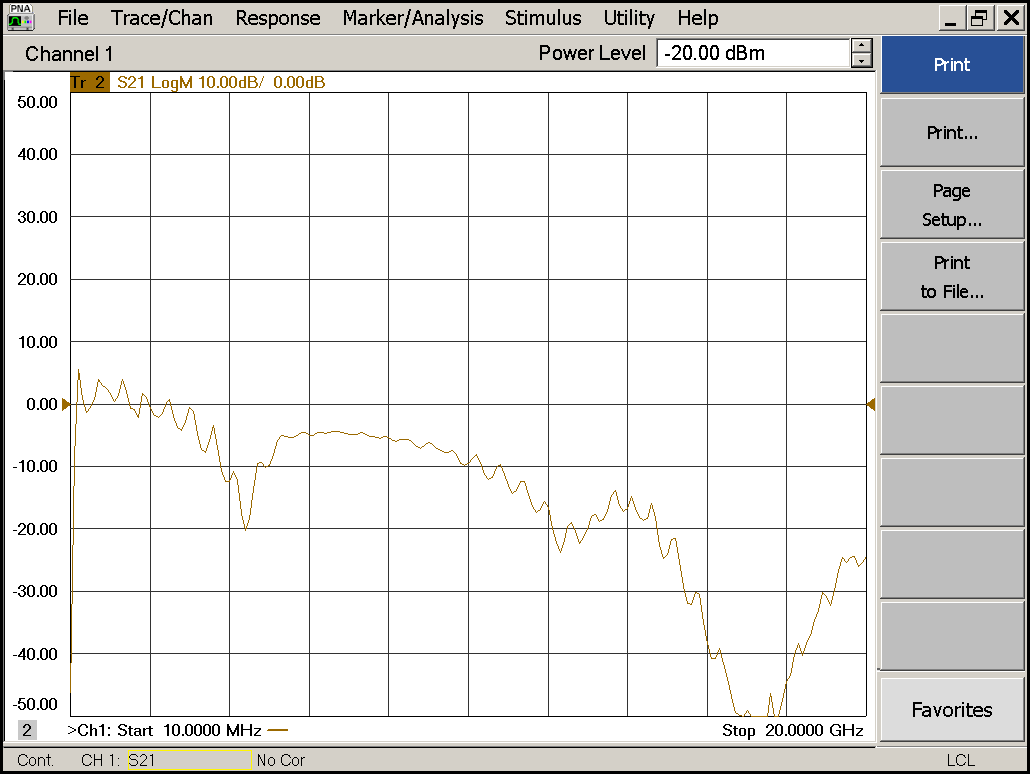 PNA File Trace/Chan Response Marker/Analysis Stimulus Utility Help
Channel 1 Power Level -20.00 dBm
Tr 2 S21 LogM 10.00dB/ 0.00dB
50.00
40.00
30.00
20.00
10.00
0.00
-10.00
-20.00
-30.00
-40.00
-50.00
2 >Ch1: Start 10.0000 MHz Stop 20.0000 GHz
Print
Print...
Page
Setup...
Print
to File...
Favorites
Cont. CH 1: S21 No Cor LCL